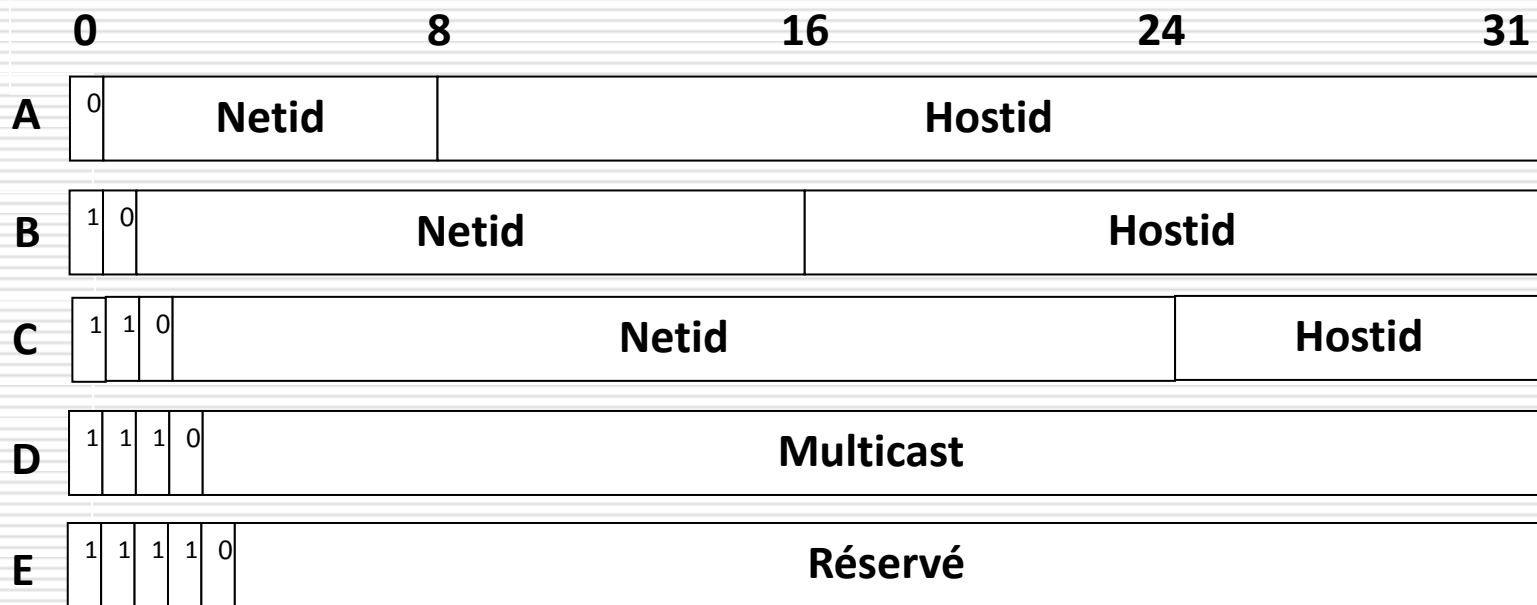 0 8 16 24 31
A 0 Netid Hostid
B 1 0 Netid Hostid
C 1 1 0 Netid Hostid
D 1 1 1 0 Multicast
E 1 1 1 1 0 Réservé